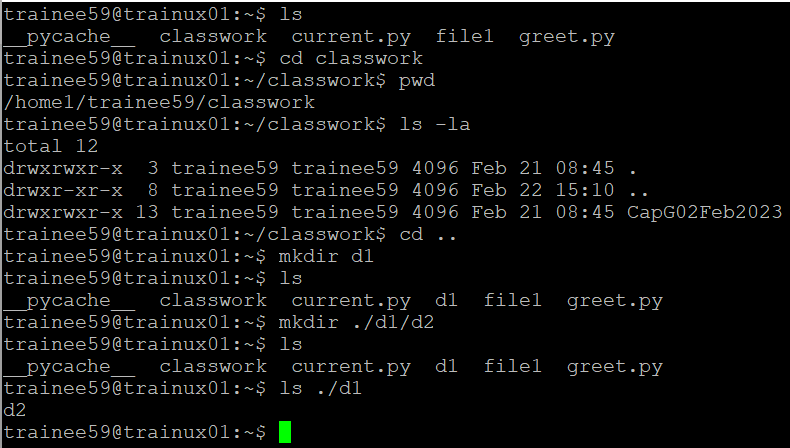 trainee59@trainux01:~$ ls
__pycache__  classwork  current.py  file1  greet.py
trainee59@trainux01:~$ cd classwork
trainee59@trainux01:~/classwork$ pwd
/home1/trainee59/classwork
trainee59@trainux01:~/classwork$ ls -la
total 12
drwxrwxr-x  3 trainee59 trainee59 4096 Feb 21 08:45 .
drwxr-xr-x  8 trainee59 trainee59 4096 Feb 22 15:10 ..
drwxrwxr-x 13 trainee59 trainee59 4096 Feb 21 08:45 CapG02Feb2023
trainee59@trainux01:~/classwork$ cd ..
trainee59@trainux01:~$ mkdir d1
trainee59@trainux01:~$ ls
__pycache__  classwork  current.py  d1  file1  greet.py
trainee59@trainux01:~$ mkdir ./d1/d2
trainee59@trainux01:~$ ls
__pycache__  classwork  current.py  d1  file1  greet.py
trainee59@trainux01:~$ ls ./d1
d2
trainee59@trainux01:~$